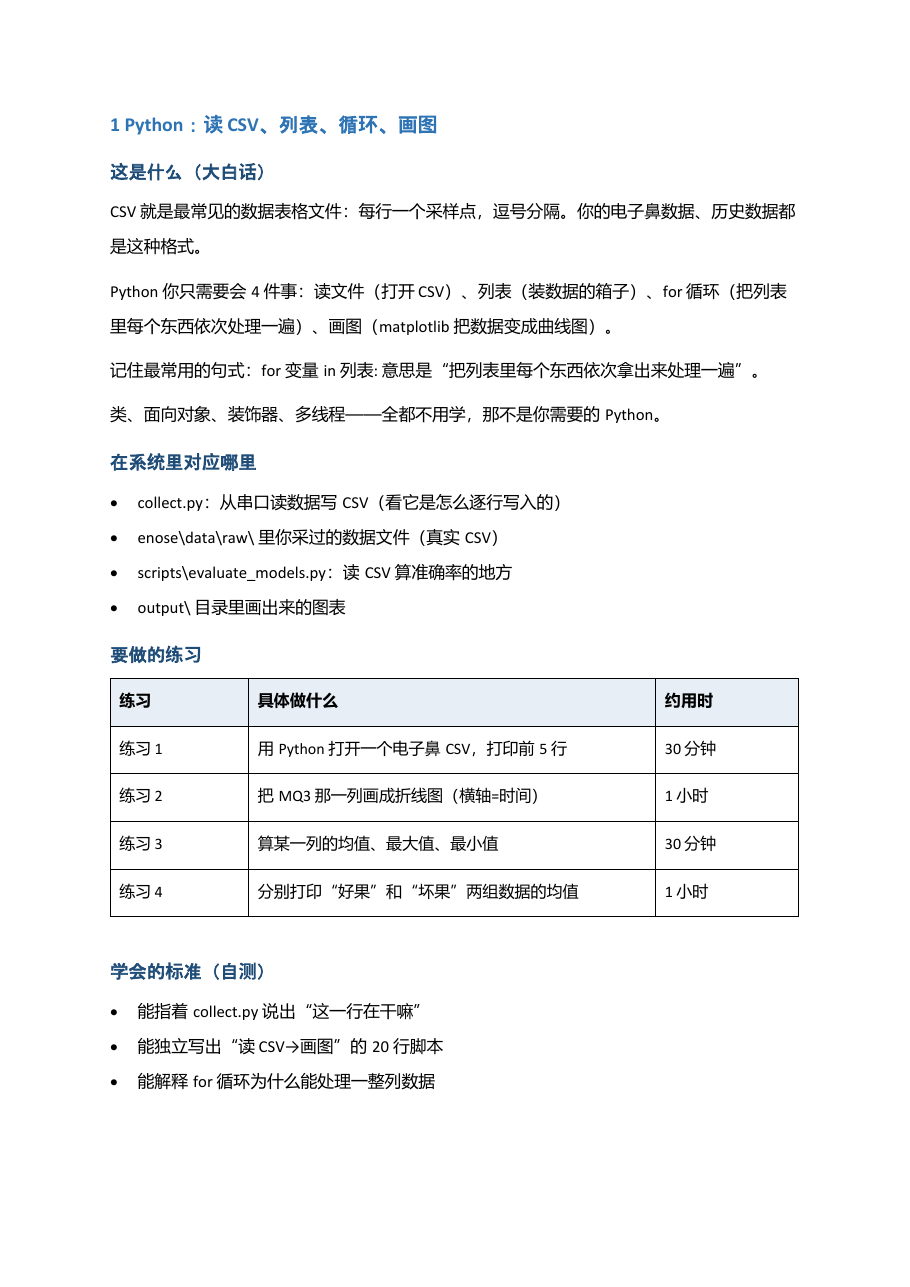 1 Python：读 CSV、列表、循环、画图
这是什么（大白话）
CSV 就是最常见的数据表格文件：每行一个采样点，逗号分隔。你的电子鼻数据、历史数据都
是这种格式。
Python 你只需要会 4 件事：读文件（打开 CSV）、列表（装数据的箱子）、for 循环（把列表
里每个东西依次处理一遍）、画图（matplotlib 把数据变成曲线图）。
记住最常用的句式：for 变量 in 列表: 意思是“把列表里每个东西依次拿出来处理一遍”。
类、面向对象、装饰器、多线程——全都不用学，那不是你需要的 Python。
在系统里对应哪里
• collect.py：从串口读数据写 CSV（看它是怎么逐行写入的）
• enose\data\raw\ 里你采过的数据文件（真实 CSV）
• scripts\evaluate_models.py：读 CSV 算准确率的地方
• output\ 目录里画出来的图表
要做的练习
练习 具体做什么 约用时
练习 1 用 Python 打开一个电子鼻 CSV，打印前 5 行 30 分钟
练习 2 把 MQ3 那一列画成折线图（横轴=时间） 1 小时
练习 3 算某一列的均值、最大值、最小值 30 分钟
练习 4 分别打印“好果”和“坏果”两组数据的均值 1 小时
学会的标准（自测）
• 能指着 collect.py 说出“这一行在干嘛”
• 能独立写出“读 CSV→画图”的 20 行脚本
• 能解释 for 循环为什么能处理一整列数据